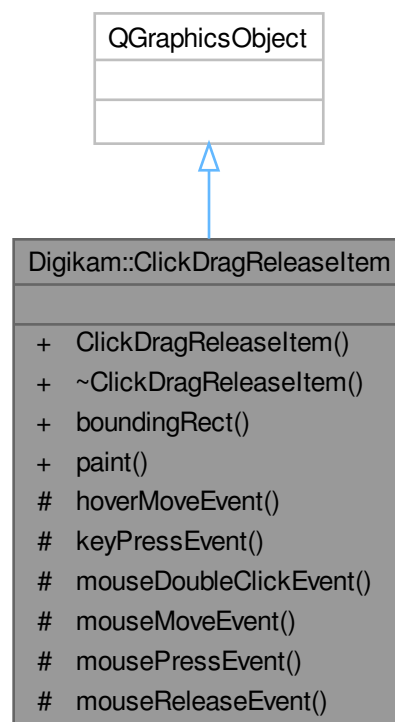 QGraphicsObject
Digikam::ClickDragReleaseItem
+ ClickDragReleaseItem()
+ ~ClickDragReleaseItem()
+ boundingRect()
+ paint()
# hoverMoveEvent()
# keyPressEvent()
# mouseDoubleClickEvent()
# mouseMoveEvent()
# mousePressEvent()
# mouseReleaseEvent()